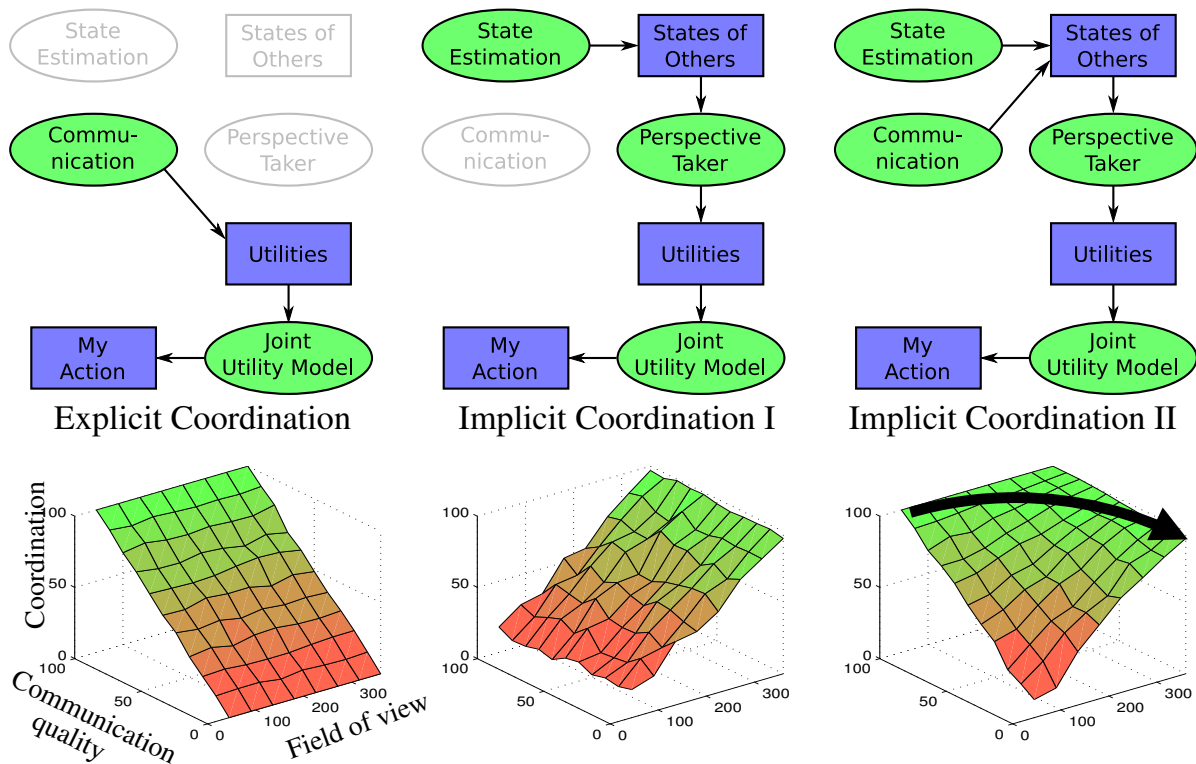 State
Estimation
States of
Others
Commu-
nication
Perspective
Taker
Utilities
My
Action
Joint
Utility Model
Explicit Coordination
State
Estimation
States of
Others
Commu-
nication
Perspective
Taker
Utilities
My
Action
Joint
Utility Model
Implicit Coordination I
State
Estimation
States of
Others
Commu-
nication
Perspective
Taker
Utilities
My
Action
Joint
Utility Model
Implicit Coordination II
Coordination
100
50
0
100
50
0
Communication
quality
0
100
200
300
Field of view
100
50
0
100
50
0
0
100
200
300
100
50
0
100
50
0
0
100
200
300